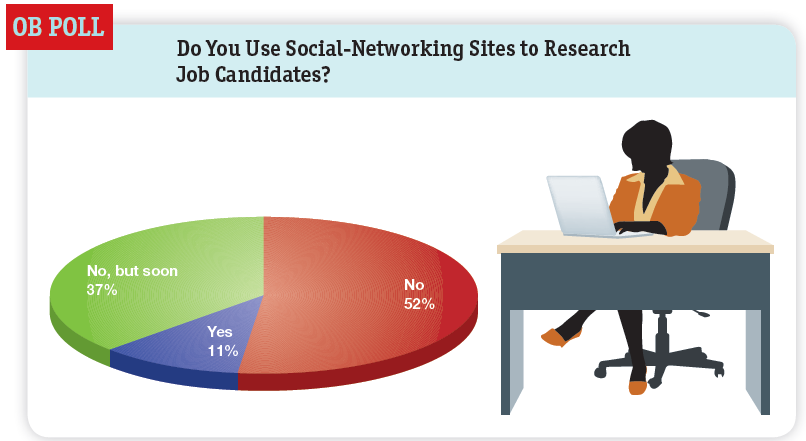 OB POLL
Do You Use Social-Networking Sites to Research
Job Candidates?
No, but soon
37%
No
52%
Yes
11%